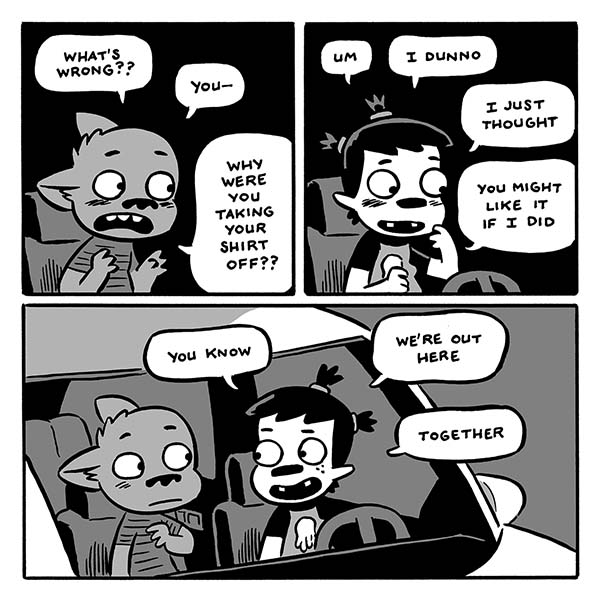 WHAT'S
WRONG??
YOU—
WHY
WERE
YOU
TAKING
YOUR
SHIRT
OFF??
UM
I DUNNO
I JUST
THOUGHT
YOU MIGHT
LIKE IT
IF I DID
YOU KNOW
WE'RE OUT
HERE
TOGETHER